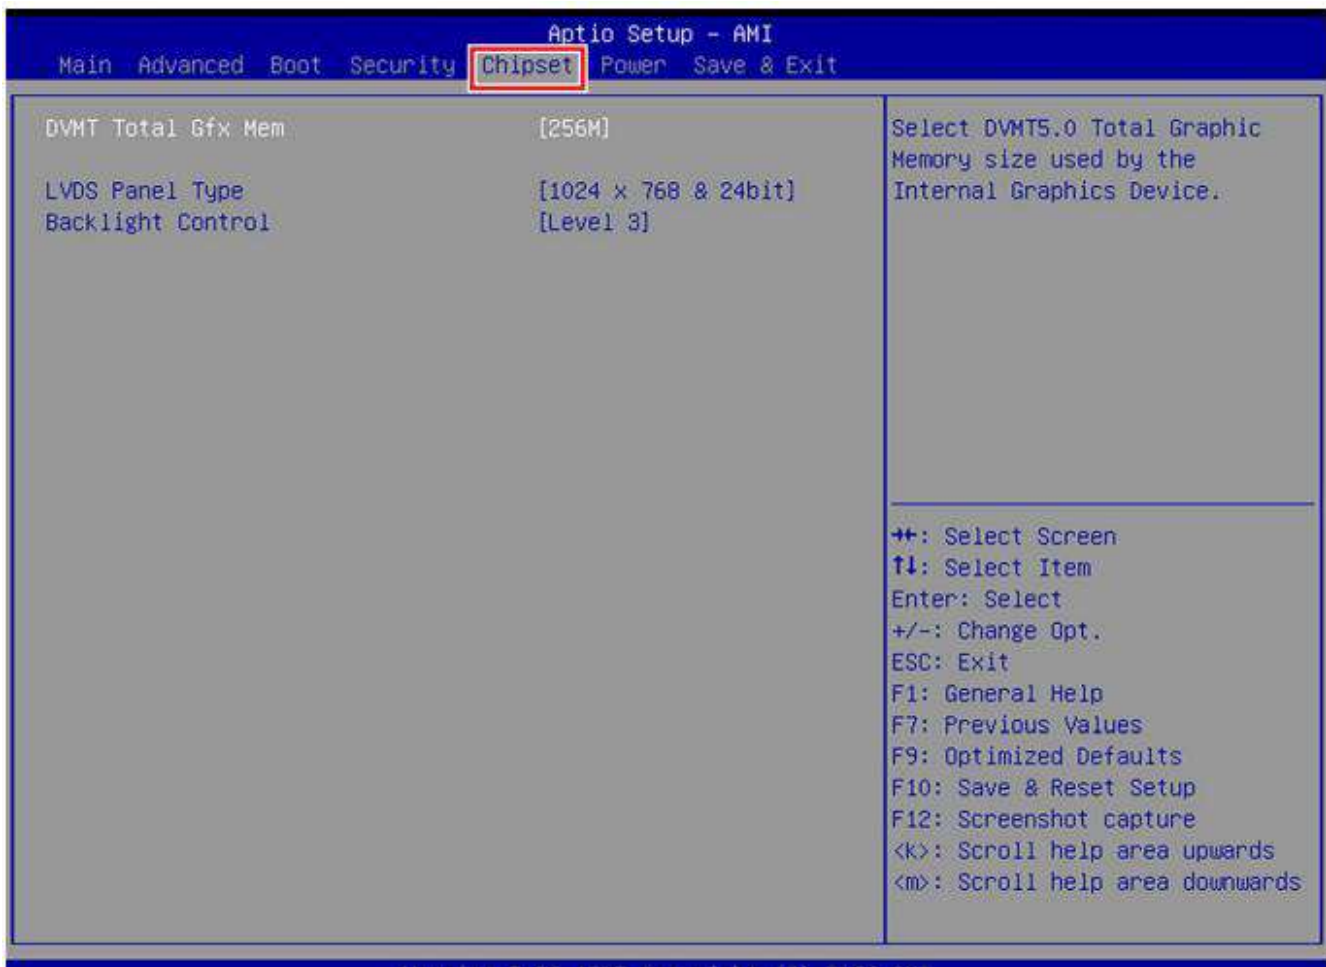 Aptio Setup - AMI
Main Advanced Boot Security Chipset Power Save & Exit
DVMT Total Gfx Mem [256M]
LVDS Panel Type [1024 x 768 & 24bit]
Backlight Control [Level 3]
Select DVMT5.0 Total Graphic
Memory size used by the
Internal Graphics Device.
→←: Select Screen
↑↓: Select Item
Enter: Select
+/-: Change Opt.
ESC: Exit
F1: General Help
F7: Previous Values
F9: Optimized Defaults
F10: Save & Reset Setup
F12: Screenshot capture
<k>: Scroll help area upwards
<m>: Scroll help area downwards